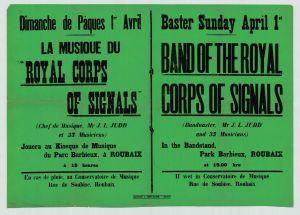 Dimanche de Pâques 1er Avril
LA MUSIQUE DU
"ROYAL CORPS
OF SIGNALS"
(Chef de Musique, Mr J. L. JUDD
et 33 Musiciens)
Jouera au Kiosque de Musique
du Parc Barbieux, à ROUBAIX
à 15 heures
En cas de pluie, au Conservatoire de Musique
Rue de Soubise, Roubaix
Easter Sunday April 1st
BAND OF THE ROYAL
CORPS OF SIGNALS
(Bandmaster, Mr J. L. JUDD
and 33 Musicians)
In the Bandstand,
Park Barbieux, ROUBAIX
at 15.00 hrs
If wet in Conservatoire de Musique
Rue de Soubise, Roubaix.